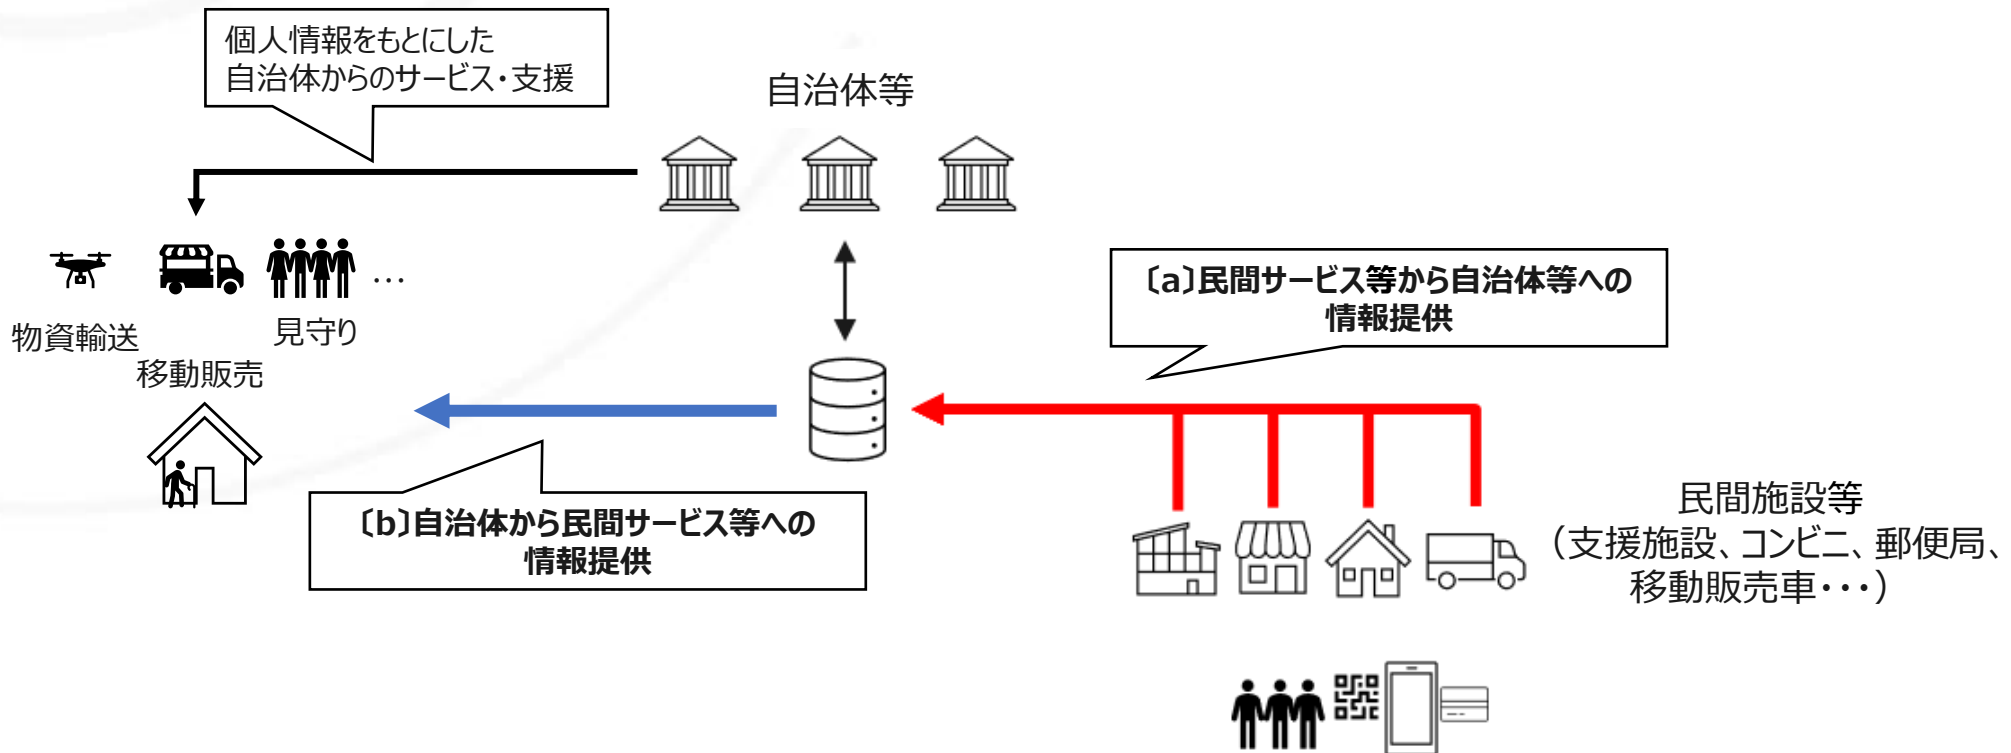 個人情報をもとにした
自治体からのサービス・支援
自治体等
…
物資輸送
見守り
移動販売
〔a〕民間サービス等から自治体等への
情報提供
〔b〕自治体から民間サービス等への
情報提供
民間施設等
（支援施設、コンビニ、郵便局、
移動販売車・・・）